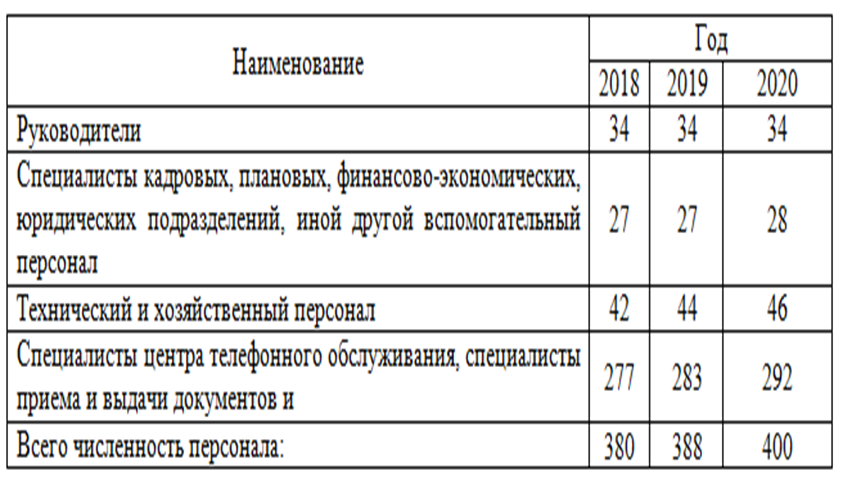 Наименование
Год
2018 2019 2020
Руководители 34 34 34
Специалисты кадровых, плановых, финансово-экономических,
юридических подразделений, иной другой вспомогательный
персонал
27 27 28
Технический и хозяйственный персонал 42 44 46
Специалисты центра телефонного обслуживания, специалисты
приема и выдачи документов и
277 283 292
Всего численность персонала: 380 388 400